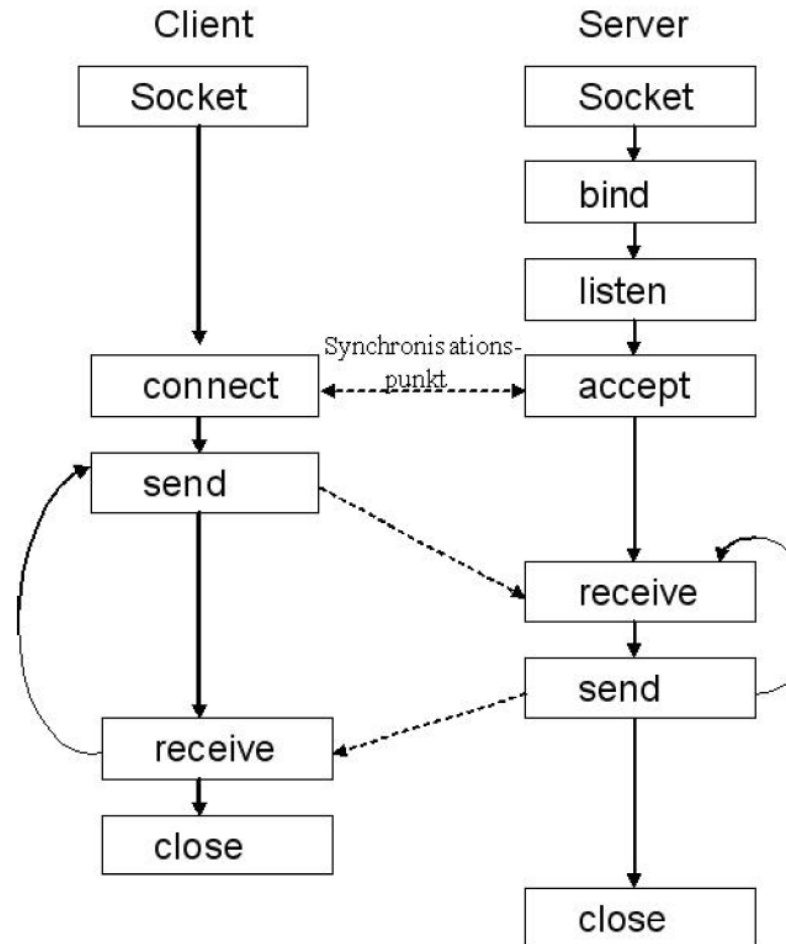 Client
Server
Socket
Socket
bind
listen
Synchronisations-
punkt
connect
accept
send
receive
send
receive
close
close